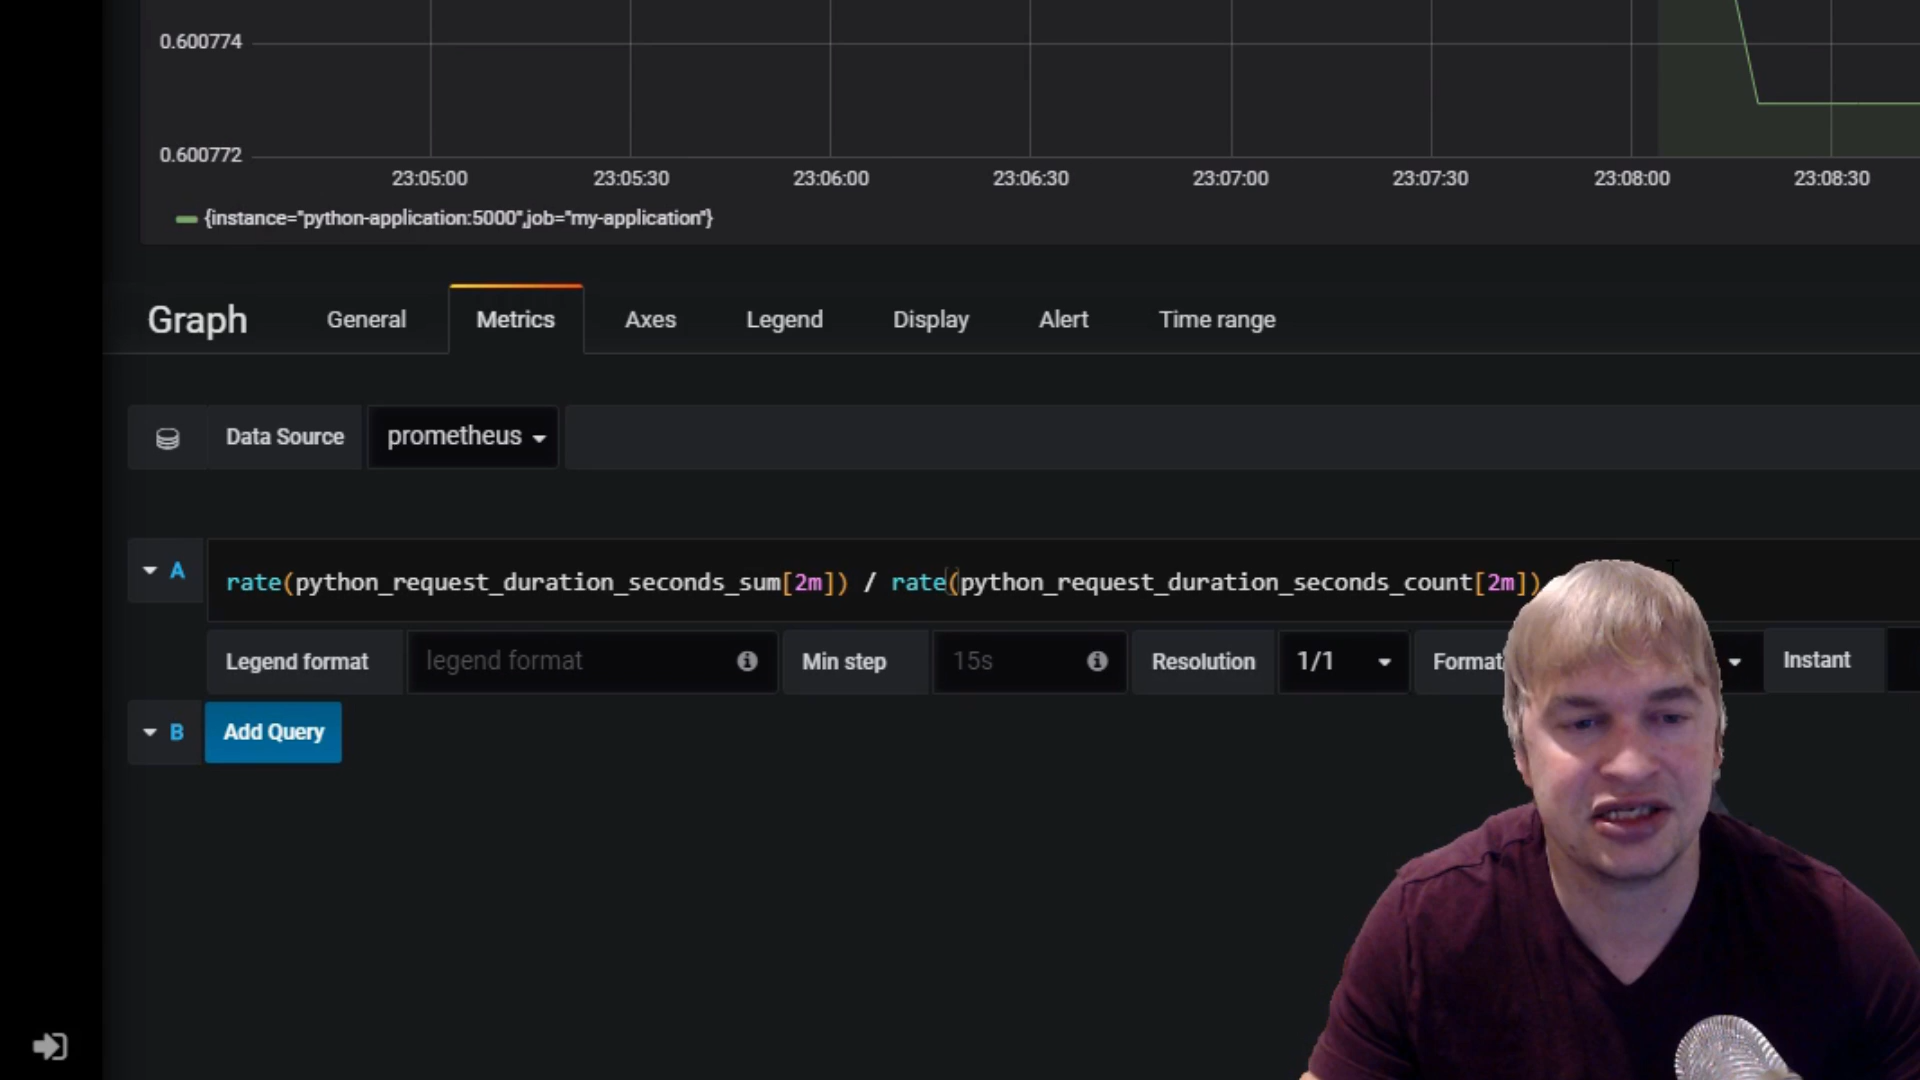 0.600774
0.600772
23:05:00 23:05:30 23:06:00 23:06:30 23:07:00 23:07:30 23:08:00 23:08:30
{instance="python-application:5000",job="my-application"}
Graph General Metrics Axes Legend Display Alert Time range
Data Source prometheus
A rate(python_request_duration_seconds_sum[2m]) / rate(python_request_duration_seconds_count[2m])
Legend format legend format Min step 15s Resolution 1/1 Format Instant
B Add Query